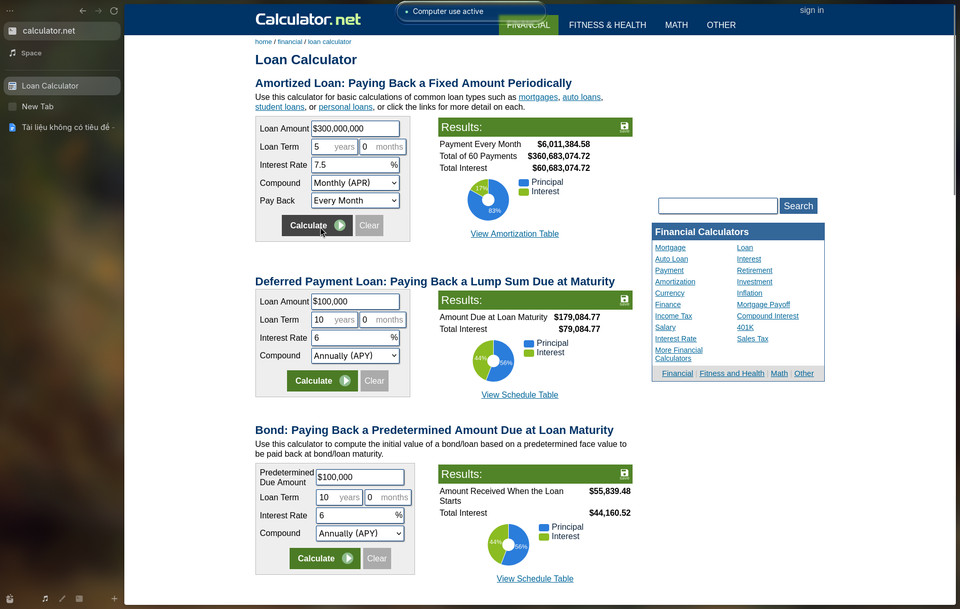 calculator.net
Space
Loan Calculator
New Tab
Tài liệu không có tiêu đề -
Computer use active
Calculator.net
sign in
FINANCIAL
FITNESS & HEALTH
MATH
OTHER
home / financial / loan calculator
Loan Calculator
Amortized Loan: Paying Back a Fixed Amount Periodically
Use this calculator for basic calculations of common loan types such as mortgages, auto loans,
student loans, or personal loans, or click the links for more detail on each.
Loan Amount $300,000,000
Loan Term 5 years 0 months
Interest Rate 7.5 %
Compound Monthly (APR)
Pay Back Every Month
Calculate Clear
Results:
Payment Every Month $6,011,384.58
Total of 60 Payments $360,683,074.72
Total Interest $60,683,074.72
17%
83%
Principal
Interest
View Amortization Table
Deferred Payment Loan: Paying Back a Lump Sum Due at Maturity
Loan Amount $100,000
Loan Term 10 years 0 months
Interest Rate 6 %
Compound Annually (APY)
Calculate Clear
Results:
Amount Due at Loan Maturity $179,084.77
Total Interest $79,084.77
44%
56%
Principal
Interest
View Schedule Table
Bond: Paying Back a Predetermined Amount Due at Loan Maturity
Use this calculator to compute the initial value of a bond/loan based on a predetermined face value to
be paid back at bond/loan maturity.
Predetermined
Due Amount $100,000
Loan Term 10 years 0 months
Interest Rate 6 %
Compound Annually (APY)
Calculate Clear
Results:
Amount Received When the Loan
Starts $55,839.48
Total Interest $44,160.52
44%
56%
Principal
Interest
View Schedule Table
Search
Financial Calculators
Mortgage Loan
Auto Loan Interest
Payment Retirement
Amortization Investment
Currency Inflation
Finance Mortgage Payoff
Income Tax Compound Interest
Salary 401K
Interest Rate Sales Tax
More Financial
Calculators
Financial | Fitness and Health | Math | Other